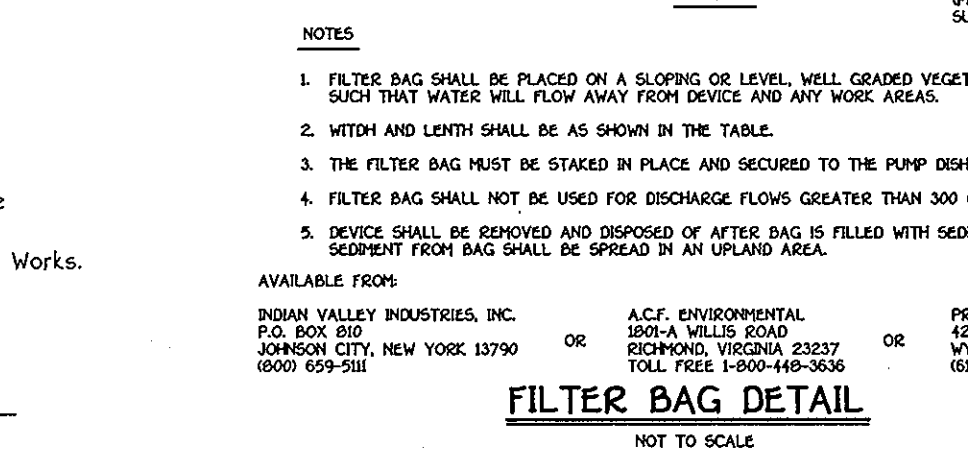 SL
NOTES
1. FILTER BAG SHALL BE PLACED ON A SLOPING OR LEVEL, WELL GRADED VEGET
SUCH THAT WATER WILL FLOW AWAY FROM DEVICE AND ANY WORK AREAS.
2. WITDH AND LENTH SHALL BE AS SHOWN IN THE TABLE.
3. THE FILTER BAG MUST BE STAKED IN PLACE AND SECURED TO THE PUMP DISH
4. FILTER BAG SHALL NOT BE USED FOR DISCHARGE FLOWS GREATER THAN 300
e
5. DEVICE SHALL BE REMOVED AND DISPOSED OF AFTER BAG IS FILLED WITH SEDI
SEDIMENT FROM BAG SHALL BE SPREAD IN AN UPLAND AREA.
Works.
AVAILABLE FROM:
INDIAN VALLEY INDUSTRIES, INC.
P.O. BOX 810
JOHNSON CITY, NEW YORK 13790
(800) 659-5111
OR
A.C.F. ENVIRONMENTAL
1801-A WILLIS ROAD
RICHMOND, VIRGINIA 23237
TOLL FREE 1-800-448-3636
OR
PR
42
WY
(61
FILTER BAG DETAIL
NOT TO SCALE